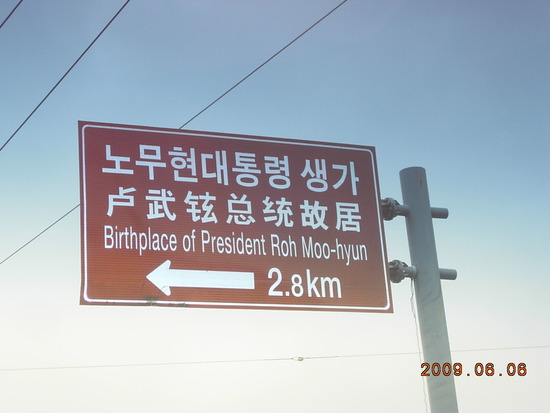 노무현대통령 생가
卢武铉总统故居
Birthplace of President Roh Moo-hyun
2.8km
2009.06.06